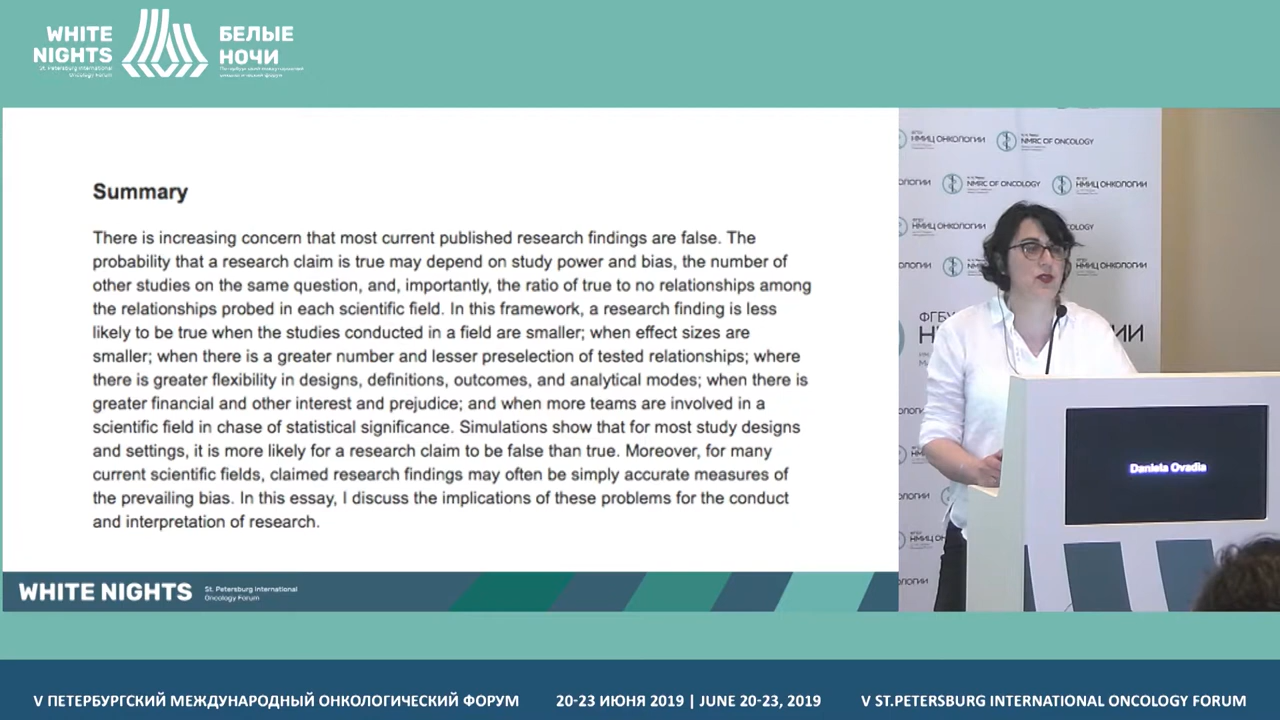 WHITE
NIGHTS
St. Petersburg International
Oncology Forum
БЕЛЫЕ
НОЧИ
Summary
There is increasing concern that most current published research findings are false. The
probability that a research claim is true may depend on study power and bias, the number of
other studies on the same question, and, importantly, the ratio of true to no relationships among
the relationships probed in each scientific field. In this framework, a research finding is less
likely to be true when the studies conducted in a field are smaller; when effect sizes are
smaller; when there is a greater number and lesser preselection of tested relationships; where
there is greater flexibility in designs, definitions, outcomes, and analytical modes; when there is
greater financial and other interest and prejudice; and when more teams are involved in a
scientific field in chase of statistical significance. Simulations show that for most study designs
and settings, it is more likely for a research claim to be false than true. Moreover, for many
current scientific fields, claimed research findings may often be simply accurate measures of
the prevailing bias. In this essay, I discuss the implications of these problems for the conduct
and interpretation of research.
WHITE NIGHTS
St. Petersburg International
Oncology Forum
НМИЦ ОНКОЛОГИИ
NMRC OF ONCOLOGY
NMRC OF ONCOLOGY
НМИЦ ОНКОЛОГИИ
Daniela Ovadia
V ПЕТЕРБУРГСКИЙ МЕЖДУНАРОДНЫЙ ОНКОЛОГИЧЕСКИЙ ФОРУМ
20-23 ИЮНЯ 2019 | JUNE 20-23, 2019
V ST.PETERSBURG INTERNATIONAL ONCOLOGY FORUM